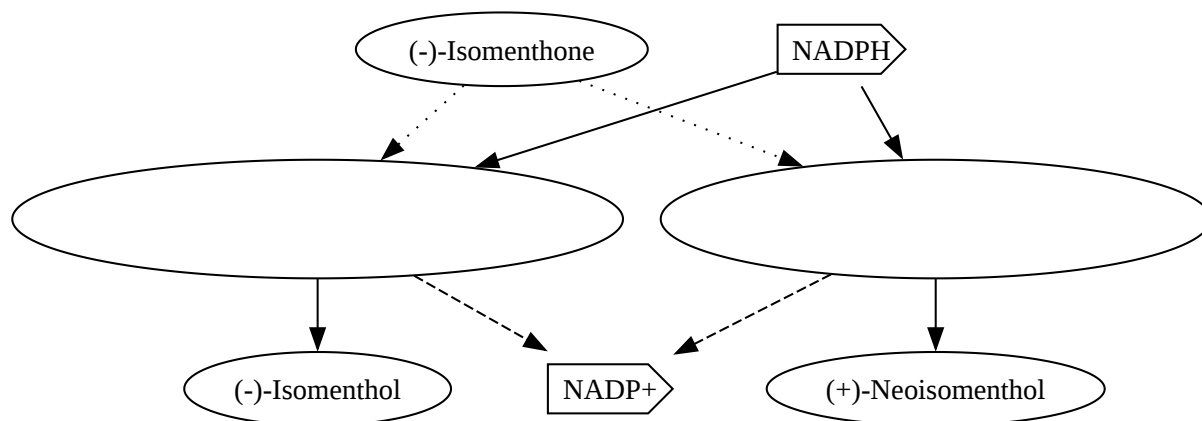 (-)-Isomenthone
NADPH
(-)-Isomenthol
NADP+
(+)-Neoisomenthol